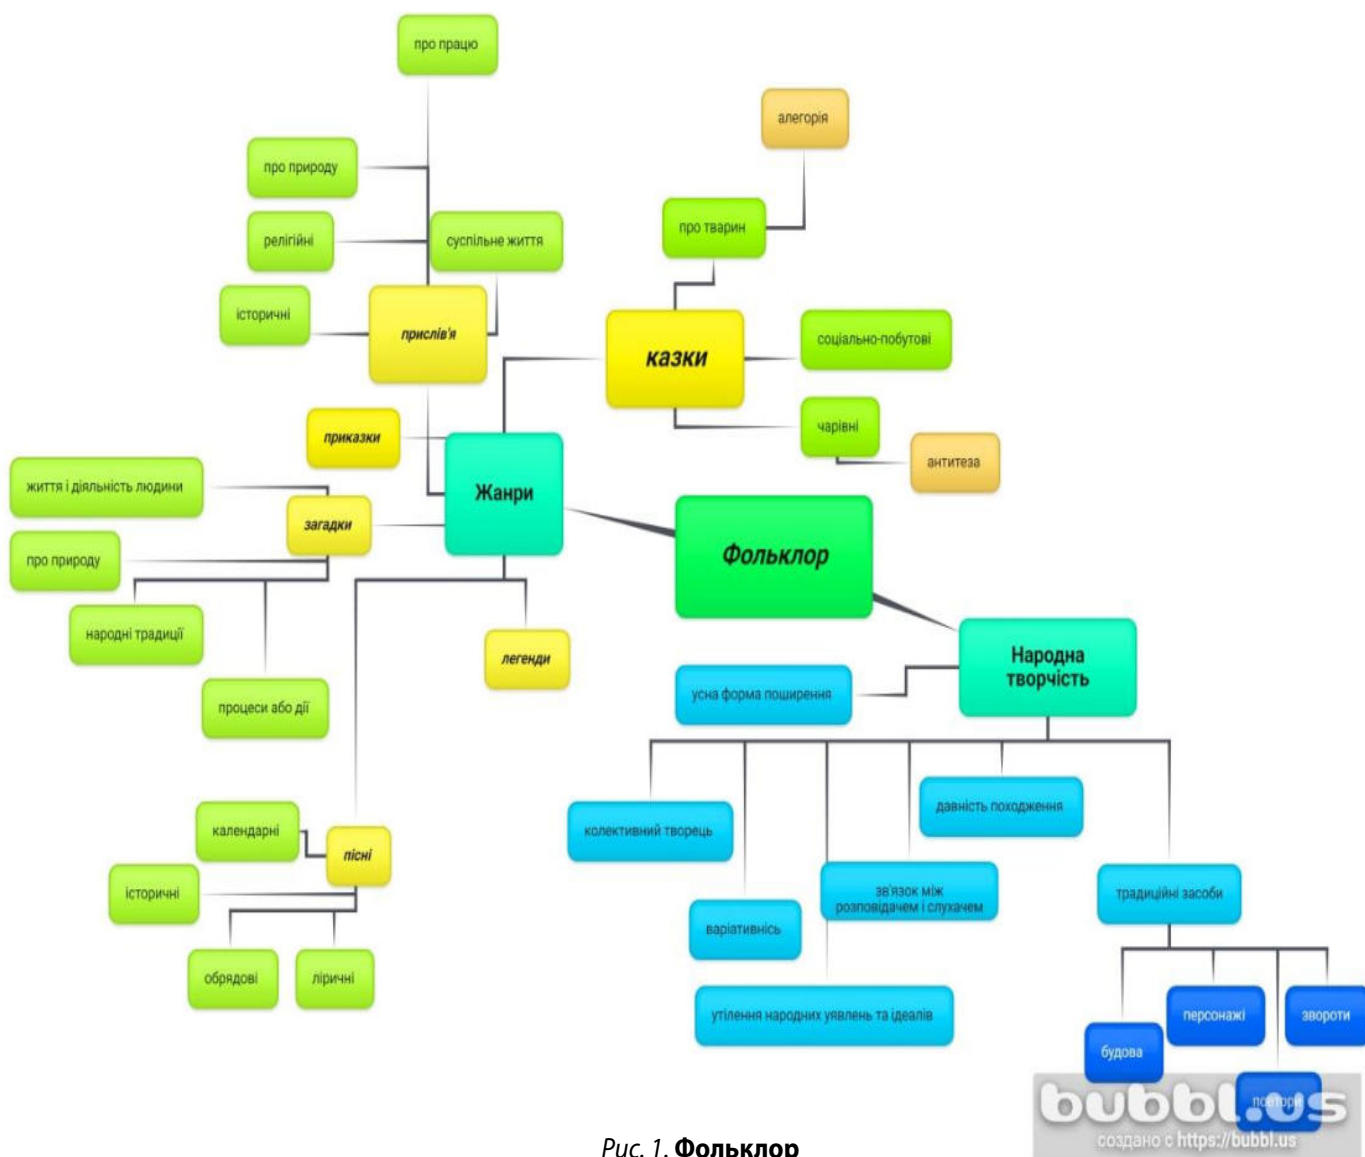 про працю
алегорія
про природу
про тварин
релігійні
суспільне життя
історичні
прислів'я
казки
соціально-побутові
чарівні
приказки
антитеза
життя і діяльність людини
Жанри
загадки
про природу
Фольклор
народні традиції
легенди
Народна
творчість
усна форма поширення
процеси або дії
давність походження
календарні
колективний творець
пісні
історичні
зв'язок між
розповідачем і слухачем
традиційні засоби
варіативнісь
обрядові
ліричні
утілення народних уявлень та ідеалів
персонажі
звороти
будова
повтори
bubbl.us
создано с https://bubbl.us
Рис. 1. Фольклор